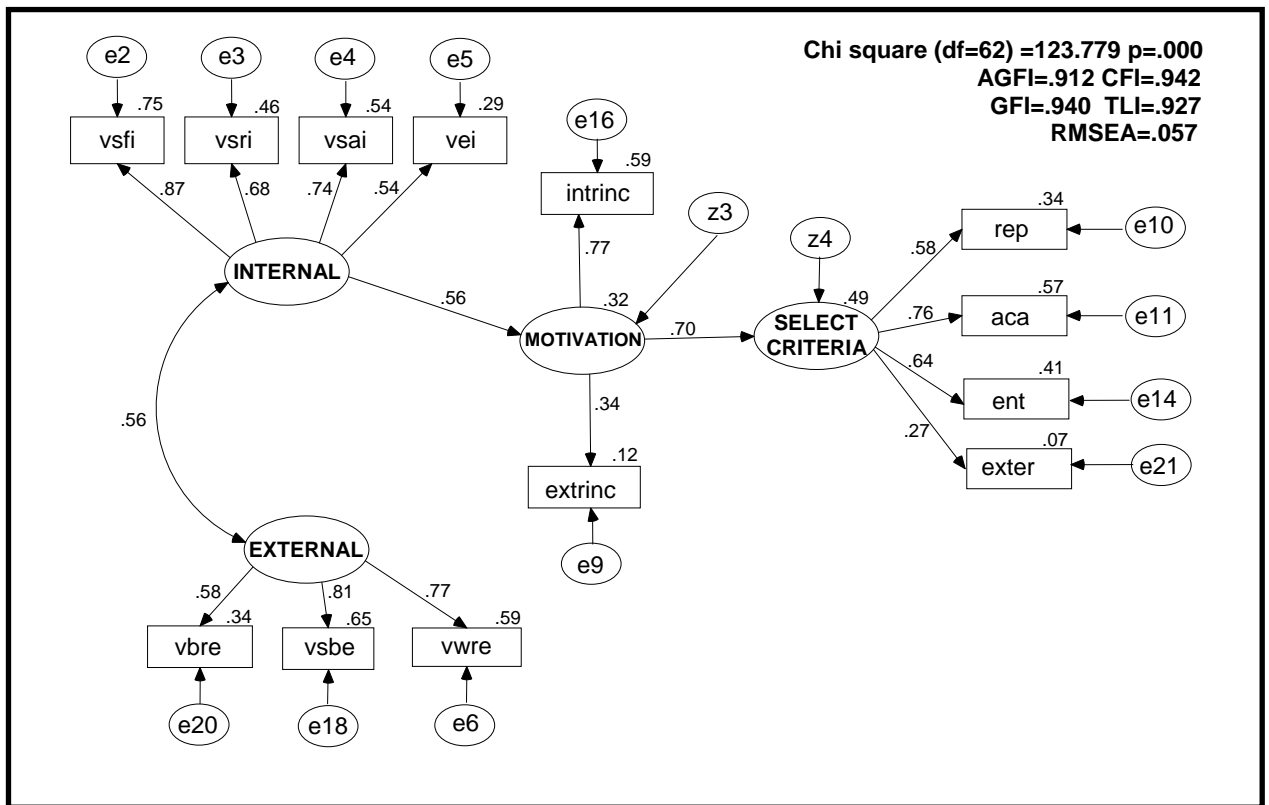 Chi square (df=62) =123.779 p=.000
AGFI=.912 CFI=.942
GFI=.940 TLI=.927
RMSEA=.057
e2 e3 e4 e5
.75 .46 .54 .29
vsfi vsri vsai vei
.87 .68 .74 .54
e16
.59
intrinc
.77
z3
z4
INTERNAL
.56
.32
MOTIVATION
.70
.49
SELECT
CRITERIA
.58
.34
rep
e10
.76
.57
aca
e11
.64
.41
ent
e14
.27
.07
exter
e21
.34
.12
extrinc
e9
.56
EXTERNAL
.58 .81 .77
.34 .65 .59
vbre vsbe vwre
e20 e18 e6